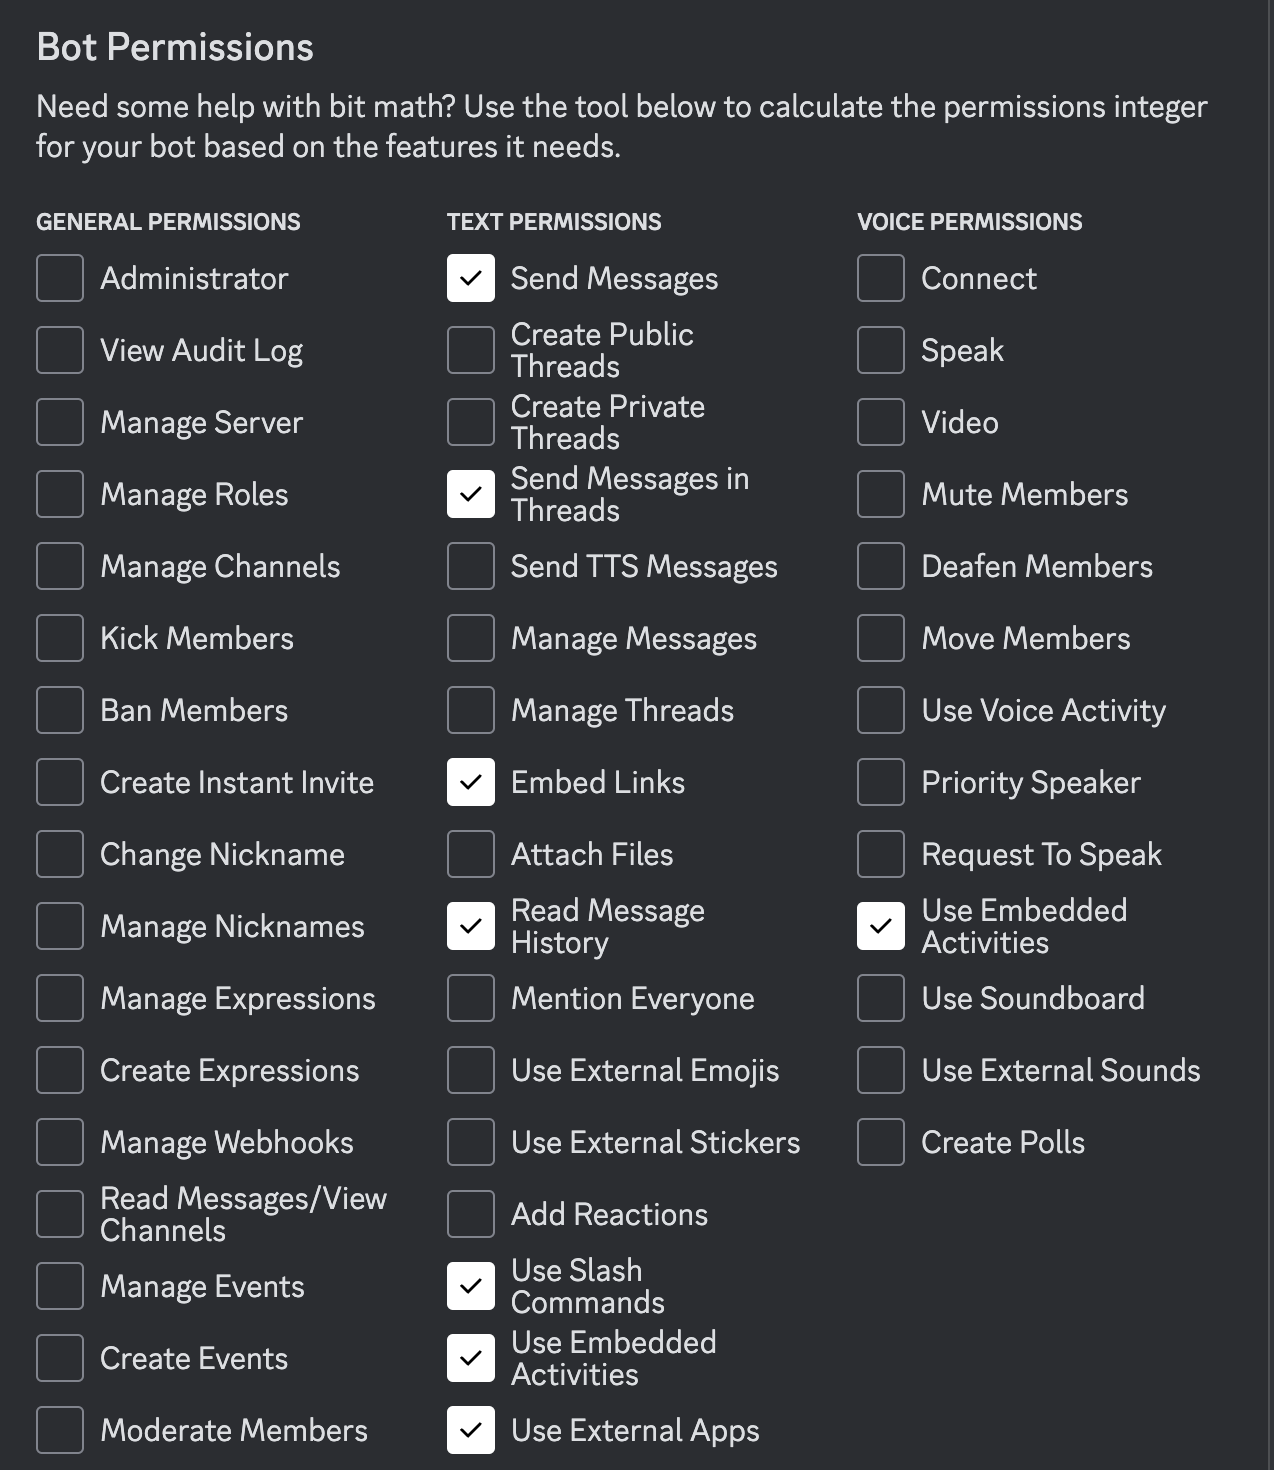 Bot Permissions
Need some help with bit math? Use the tool below to calculate the permissions integer
for your bot based on the features it needs.
GENERAL PERMISSIONS
Administrator
View Audit Log
Manage Server
Manage Roles
Manage Channels
Kick Members
Ban Members
Create Instant Invite
Change Nickname
Manage Nicknames
Manage Expressions
Create Expressions
Manage Webhooks
Read Messages/View
Channels
Manage Events
Create Events
Moderate Members
TEXT PERMISSIONS
Send Messages
Create Public
Threads
Create Private
Threads
Send Messages in
Threads
Send TTS Messages
Manage Messages
Manage Threads
Embed Links
Attach Files
Read Message
History
Mention Everyone
Use External Emojis
Use External Stickers
Add Reactions
Use Slash
Commands
Use Embedded
Activities
Use External Apps
VOICE PERMISSIONS
Connect
Speak
Video
Mute Members
Deafen Members
Move Members
Use Voice Activity
Priority Speaker
Request To Speak
Use Embedded
Activities
Use Soundboard
Use External Sounds
Create Polls